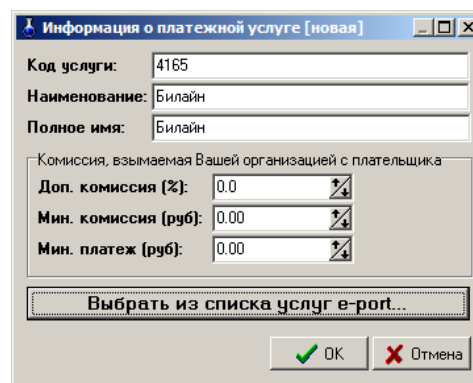 Информация о платежной услуге [новая]
Код услуги: 4165
Наименование: Билайн
Полное имя: Билайн
Комиссия, взымаемая Вашей организацией с плательщика
Доп. комиссия (%): 0.0
Мин. комиссия (руб): 0.00
Мин. платеж (руб): 0.00
Выбрать из списка услуг e-port...
OK Отмена